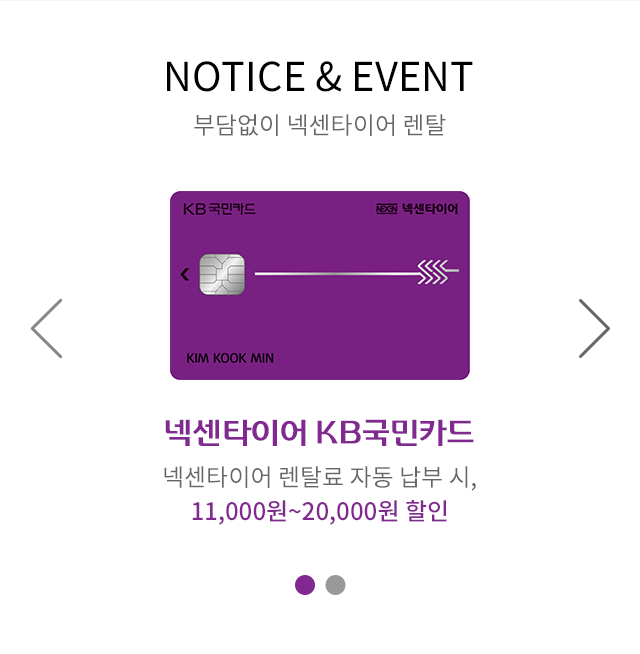 NOTICE & EVENT
부담없이 넥센타이어 렌탈
KB국민카드
NEXEN 넥센타이어
KIM KOOK MIN
넥센타이어 KB국민카드
넥센타이어 렌탈료 자동 납부 시,
11,000원~20,000원 할인